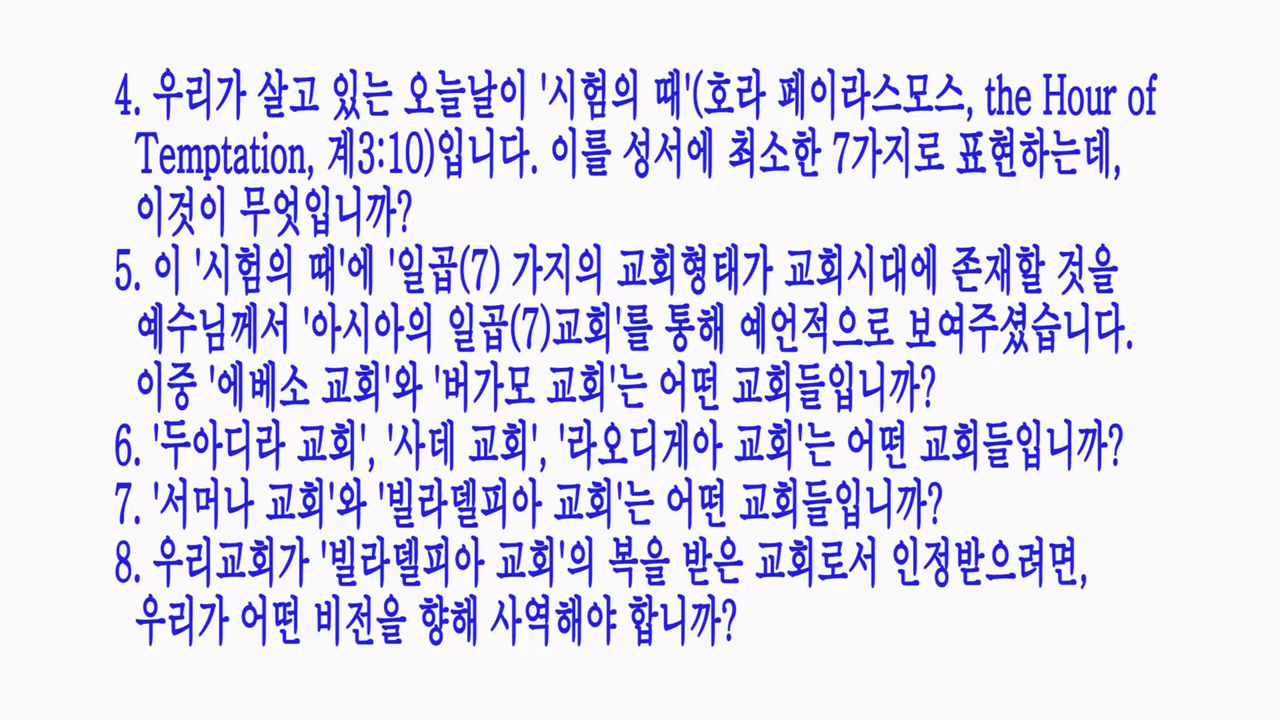 4. 우리가 살고 있는 오늘날이 '시험의 때'(호라 페이라스모스, the Hour of
Temptation, 계3:10)입니다. 이를 성서에 최소한 7가지로 표현하는데,
이것이 무엇입니까?
5. 이 '시험의 때'에 '일곱(7) 가지의 교회형태가 교회시대에 존재할 것을
예수님께서 '아시아의 일곱(7)교회'를 통해 예언적으로 보여주셨습니다.
이중 '에베소 교회'와 '버가모 교회'는 어떤 교회들입니까?
6. '두아디라 교회', '사데 교회', '라오디게아 교회'는 어떤 교회들입니까?
7. '서머나 교회'와 '빌라델피아 교회'는 어떤 교회들입니까?
8. 우리교회가 '빌라델피아 교회'의 복을 받은 교회로서 인정받으려면,
우리가 어떤 비전을 향해 사역해야 합니까?